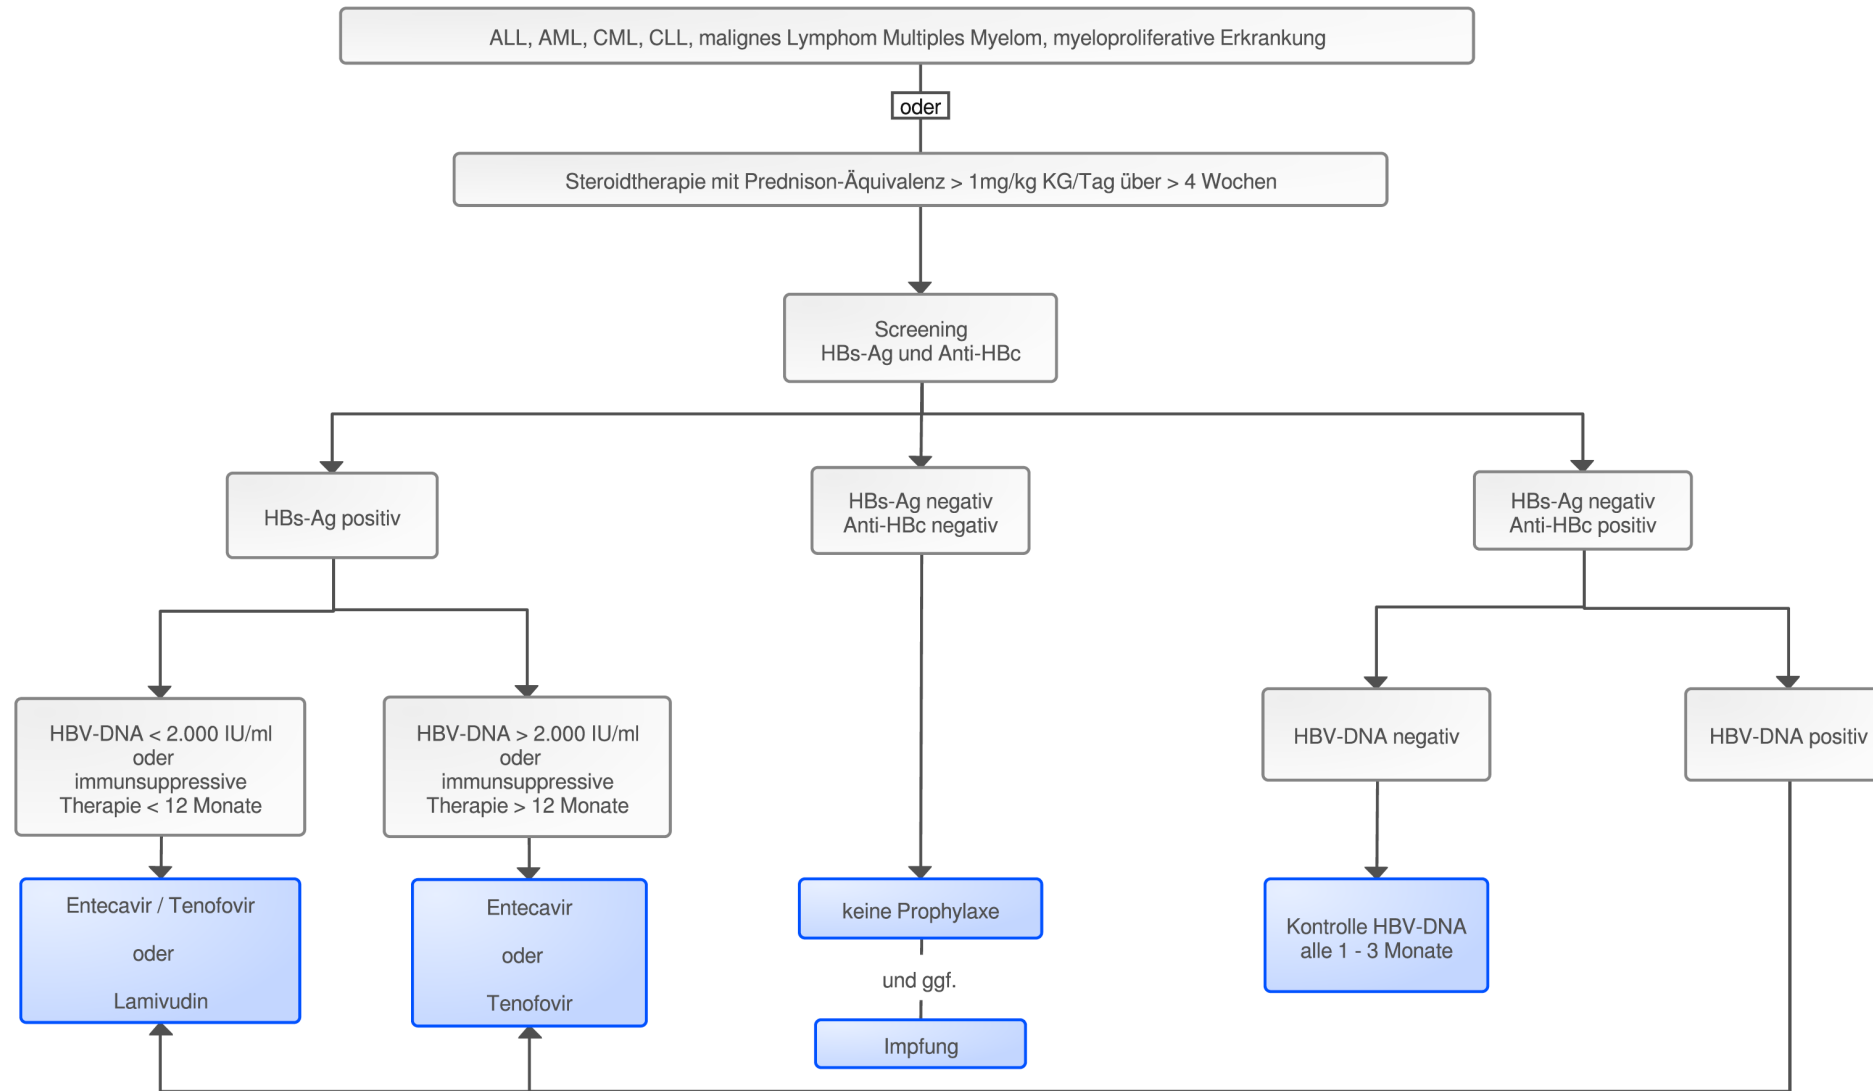 ALL, AML, CML, CLL, malignes Lymphom Multiples Myelom, myeloproliferative Erkrankung
oder
Steroidtherapie mit Prednison-Äquivalenz > 1mg/kg KG/Tag über > 4 Wochen
Screening
HBs-Ag und Anti-HBc
HBs-Ag positiv
HBs-Ag negativ
Anti-HBc negativ
HBs-Ag negativ
Anti-HBc positiv
HBV-DNA < 2.000 IU/ml
oder
immunsuppressive
Therapie < 12 Monate
HBV-DNA > 2.000 IU/ml
oder
immunsuppressive
Therapie > 12 Monate
HBV-DNA negativ
HBV-DNA positiv
Entecavir / Tenofovir
oder
Lamivudin
Entecavir
oder
Tenofovir
keine Prophylaxe
und ggf.
Impfung
Kontrolle HBV-DNA
alle 1 - 3 Monate